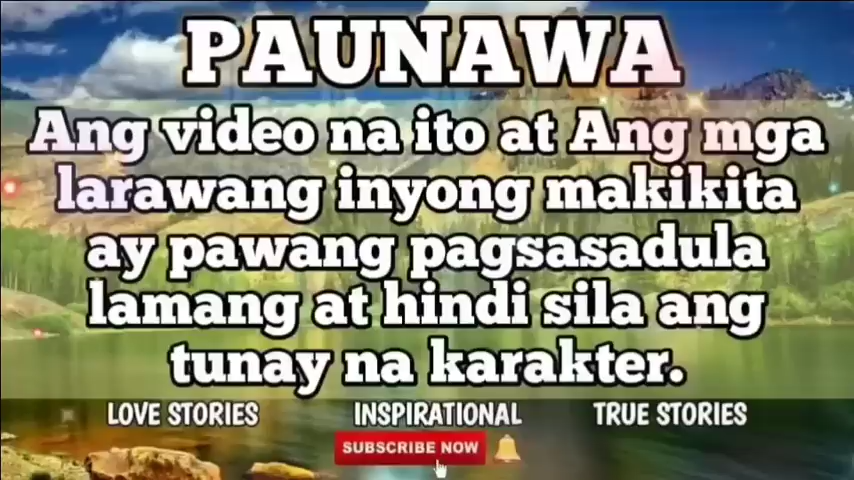 PAUNAWA
Ang video na ito at Ang mga
larawang inyong makikita
ay pawang pagsasadula
lamang at hindi sila ang
tunay na karakter.
LOVE STORIES INSPIRATIONAL TRUE STORIES
SUBSCRIBE NOW